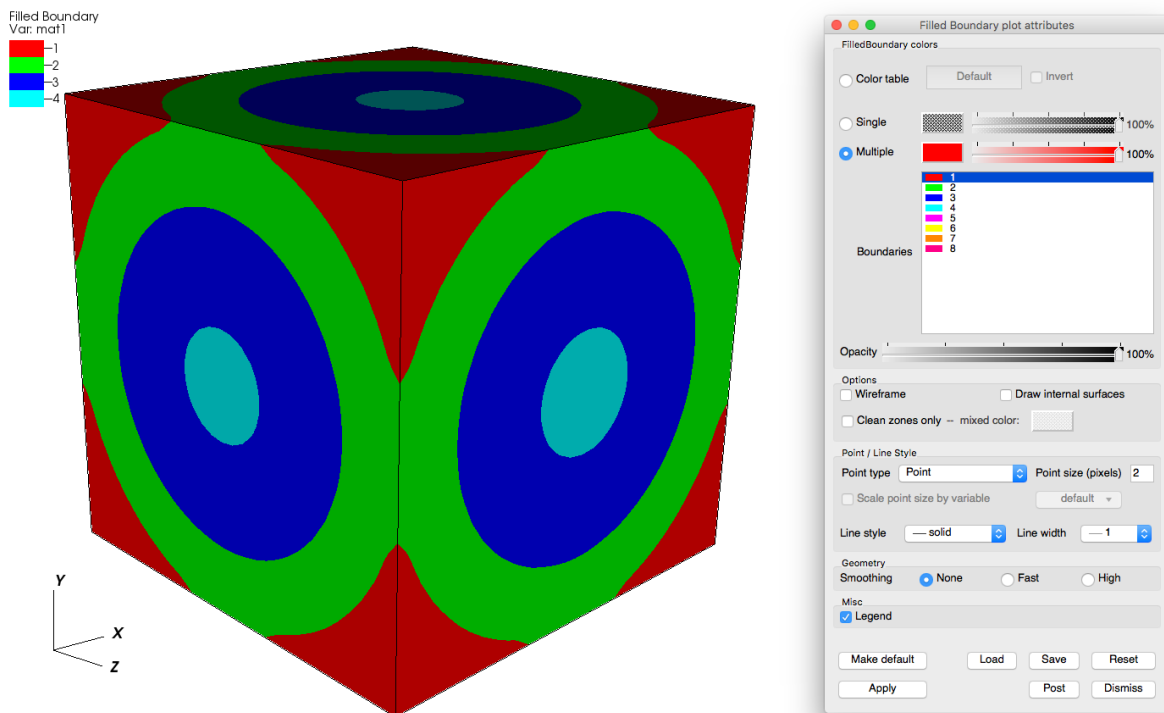 Filled Boundary
Var: mat1
1
2
3
4
Y
X
Z
Filled Boundary plot attributes
FilledBoundary colors
Color table Default Invert
Single 100%
Multiple 100%
Boundaries
1
2
3
4
5
6
7
8
Opacity 100%
Options
Wireframe Draw internal surfaces
Clean zones only -- mixed color:
Point / Line Style
Point type Point Point size (pixels) 2
Scale point size by variable default
Line style solid Line width 1
Geometry
Smoothing None Fast High
Misc
Legend
Make default Load Save Reset
Apply Post Dismiss